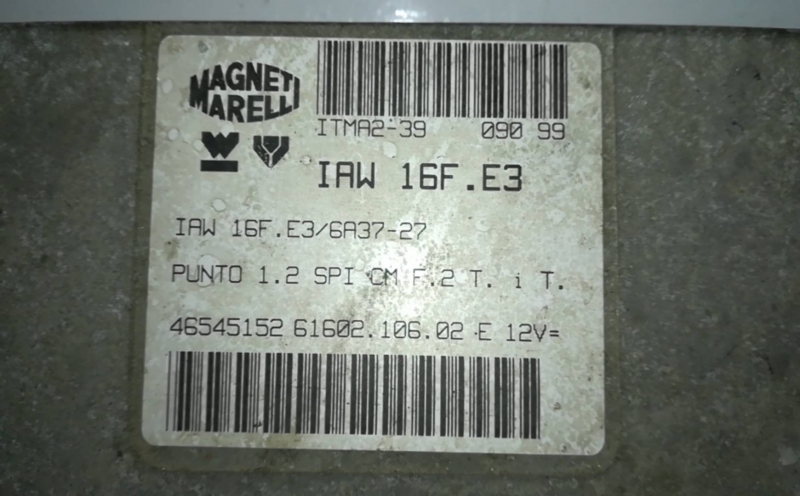 MAGNETI
MARELLI
ITMA2-39 090 99
IAW 16F.E3
IAW 16F.E3/6A37-27
PUNTO 1.2 SPI CM F.2 T. i T.
46545152 61602.106.02 E 12V=